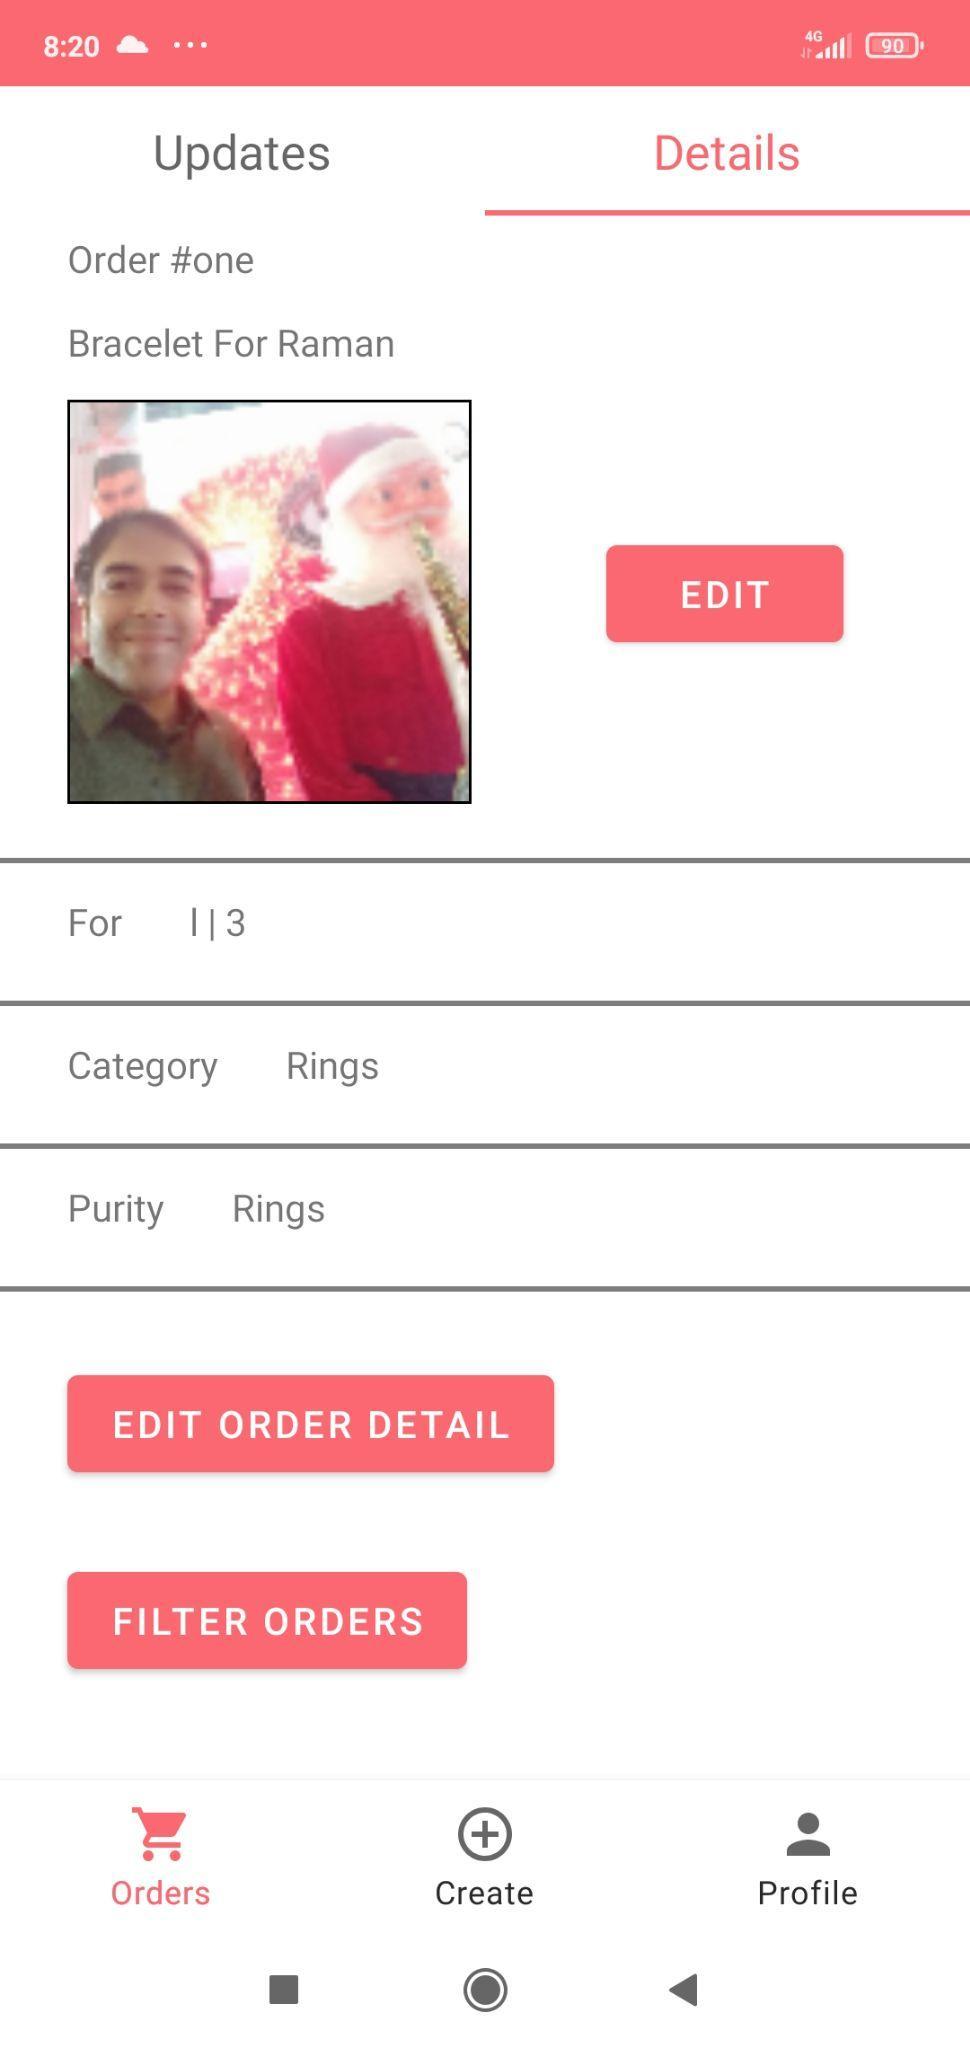 8:20 ... 4G 90
Updates Details
Order #one
Bracelet For Raman
EDIT
For l | 3
Category Rings
Purity Rings
EDIT ORDER DETAIL
FILTER ORDERS
Orders Create Profile